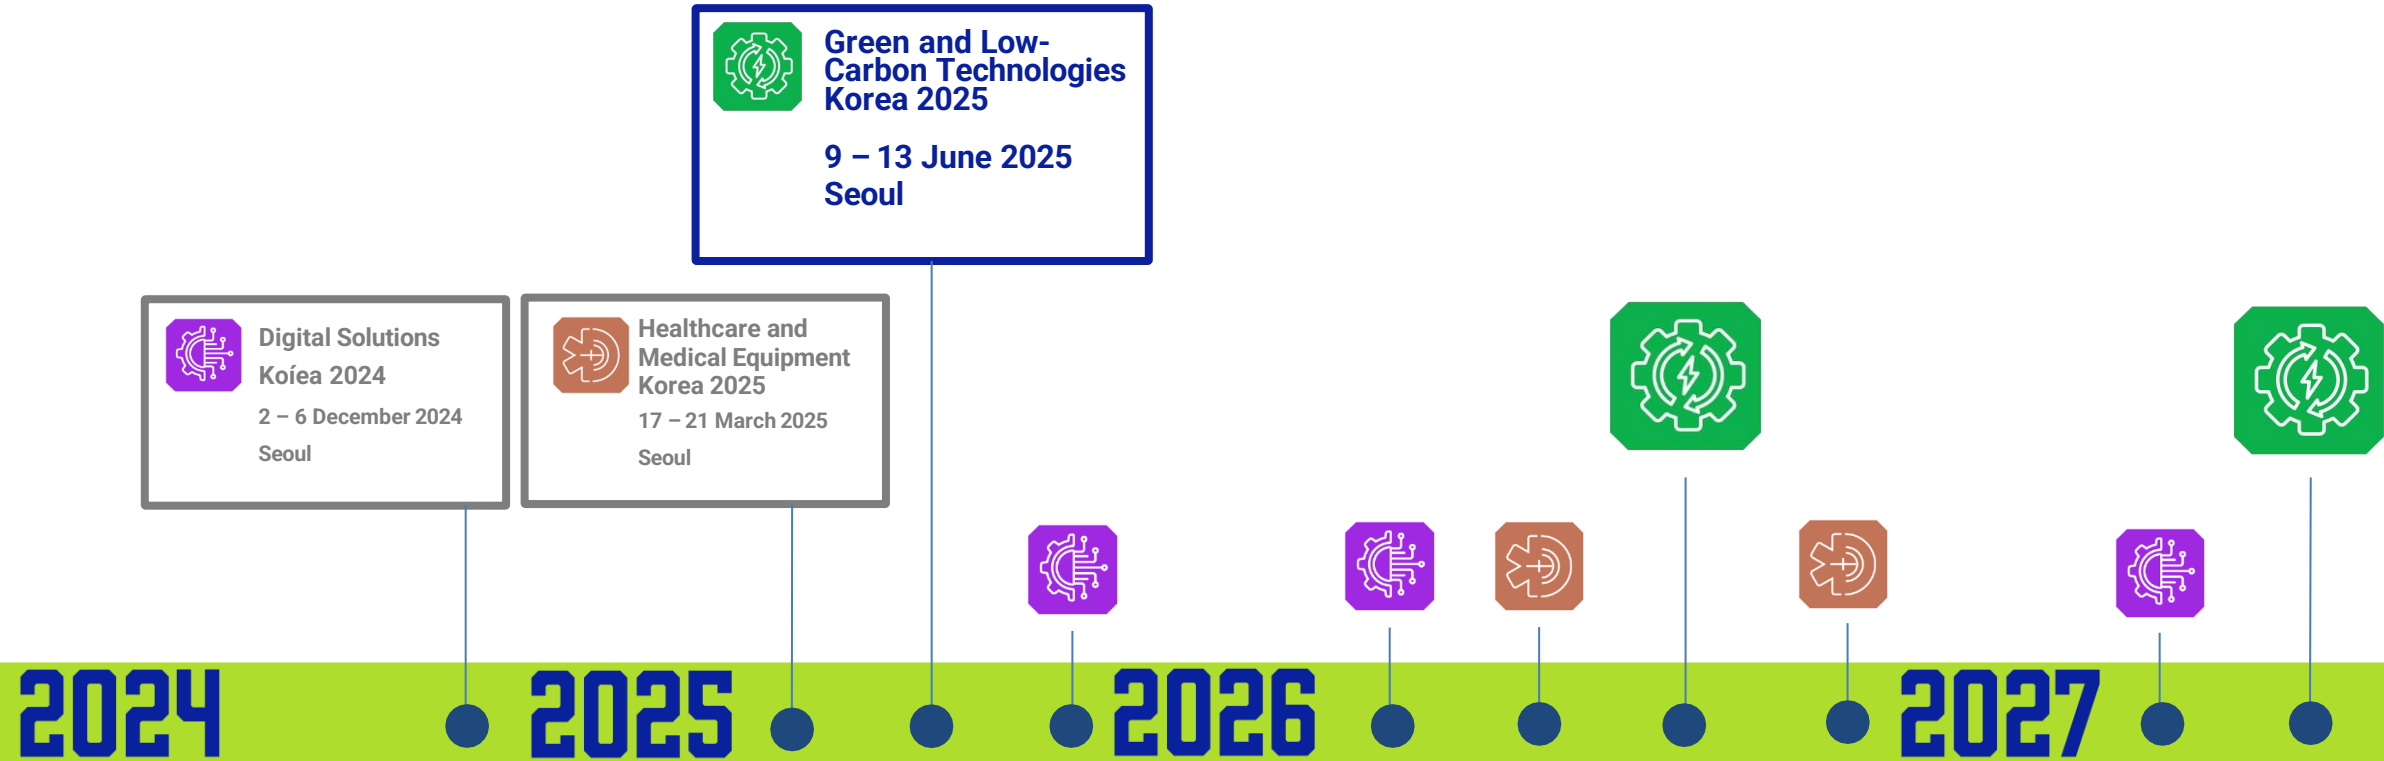 Green and Low-
Carbon Technologies
Korea 2025
9 – 13 June 2025
Seoul
Digital Solutions
Koíea 2024
2 – 6 December 2024
Seoul
Healthcare and
Medical Equipment
Korea 2025
17 – 21 March 2025
Seoul
2024
2025
2026
2027